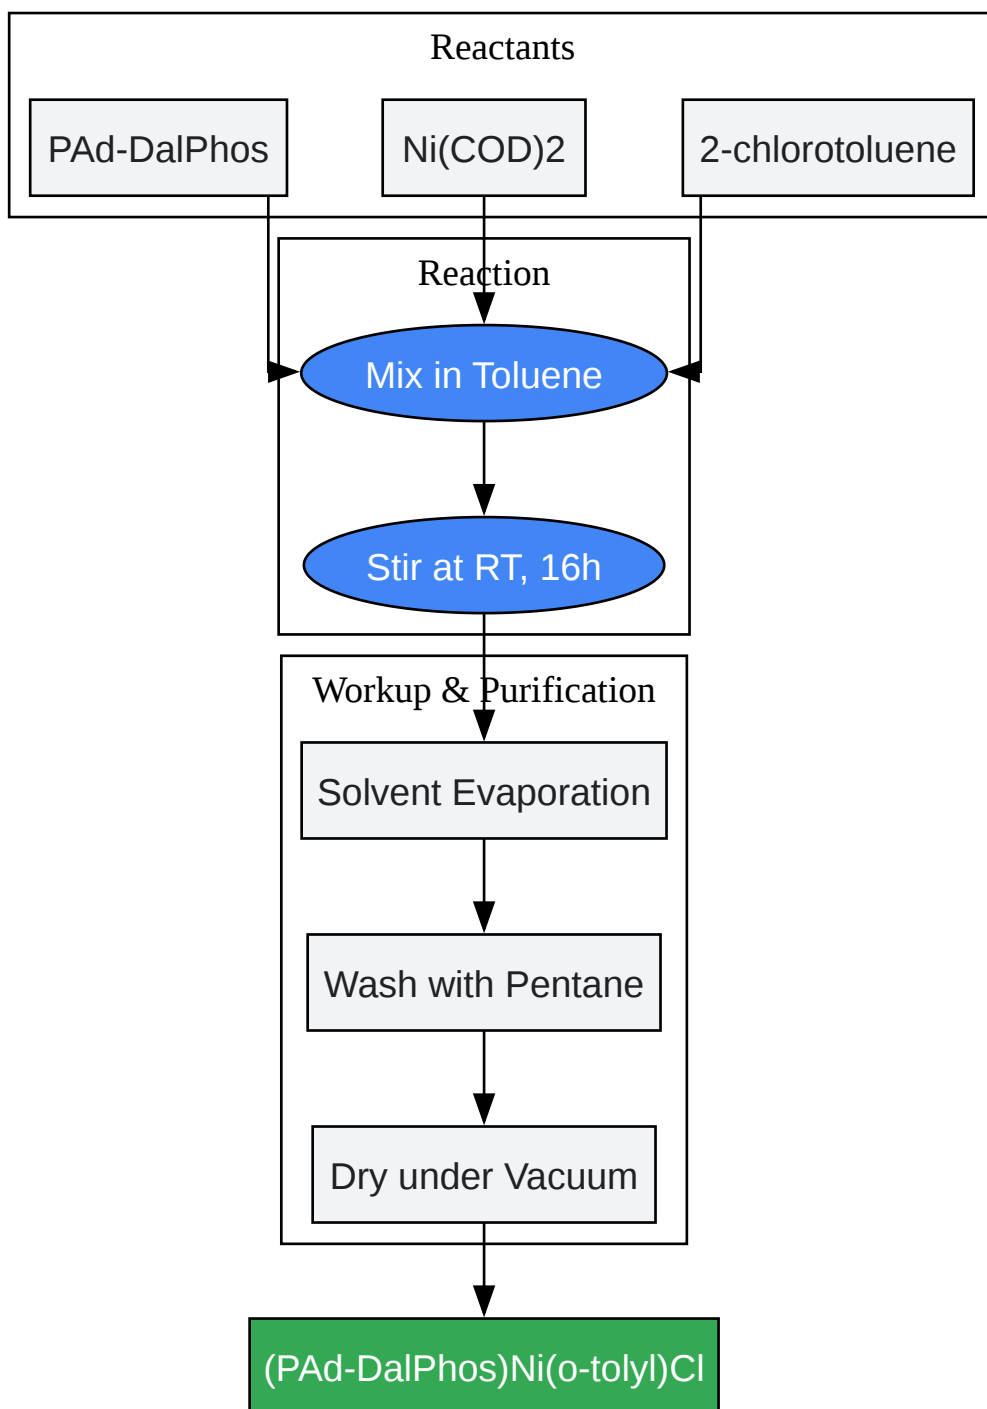 Reactants
PAd-DalPhos
Ni(COD)2
2-chlorotoluene
Reaction
Mix in Toluene
Stir at RT, 16h
Workup & Purification
Solvent Evaporation
Wash with Pentane
Dry under Vacuum
(PAd-DalPhos)Ni(o-tolyl)Cl